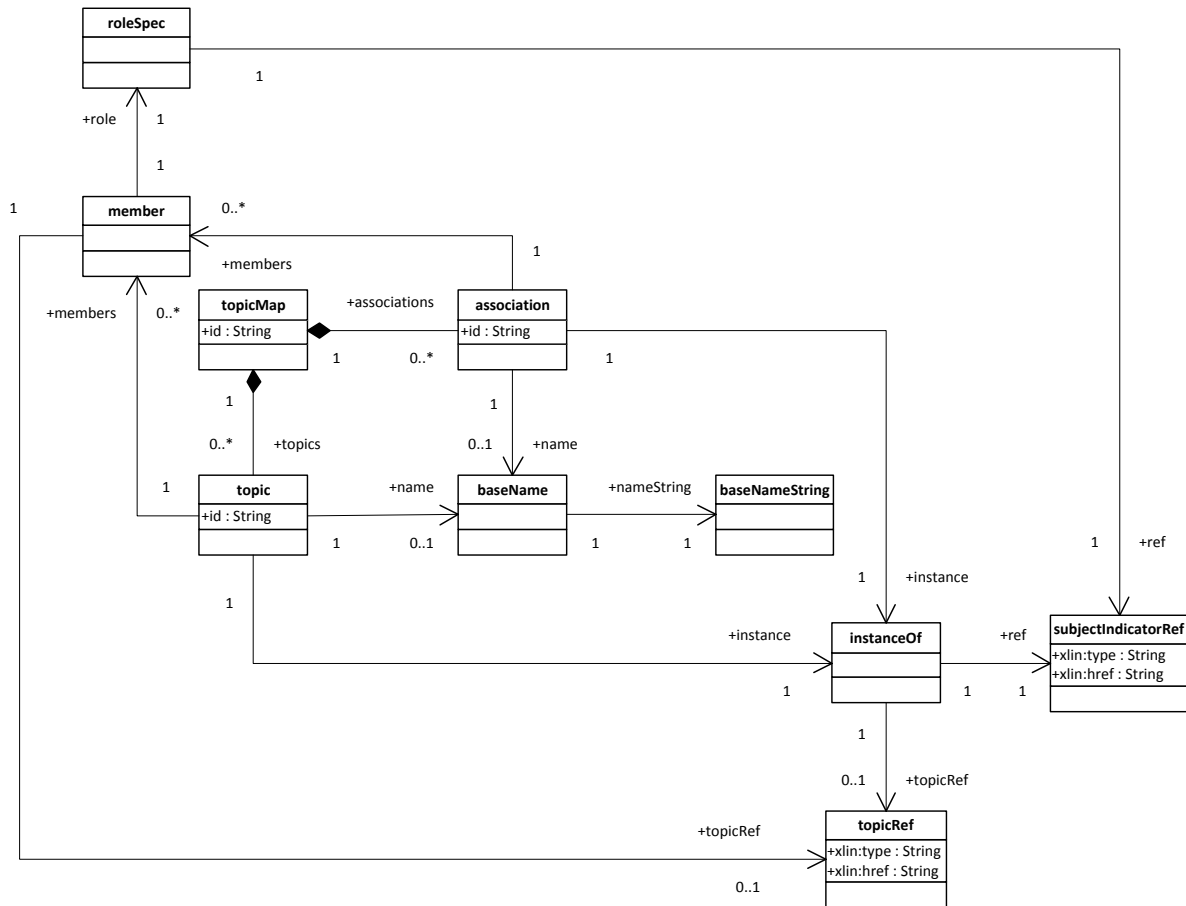 roleSpec
1
+role
1
1
1
member
0..*
+members
1
+members
0..*
topicMap
+id : String
+associations
association
+id : String
1
0..*
1
1
1
0..*
+topics
0..1
+name
1
topic
+id : String
+name
baseName
+nameString
baseNameString
1
0..1
1
1
1
1
+ref
1
+instance
+instance
instanceOf
+ref
subjectIndicatorRef
+xlin:type : String
+xlin:href : String
1
1
1
1
0..1
+topicRef
+topicRef
topicRef
+xlin:type : String
+xlin:href : String
0..1